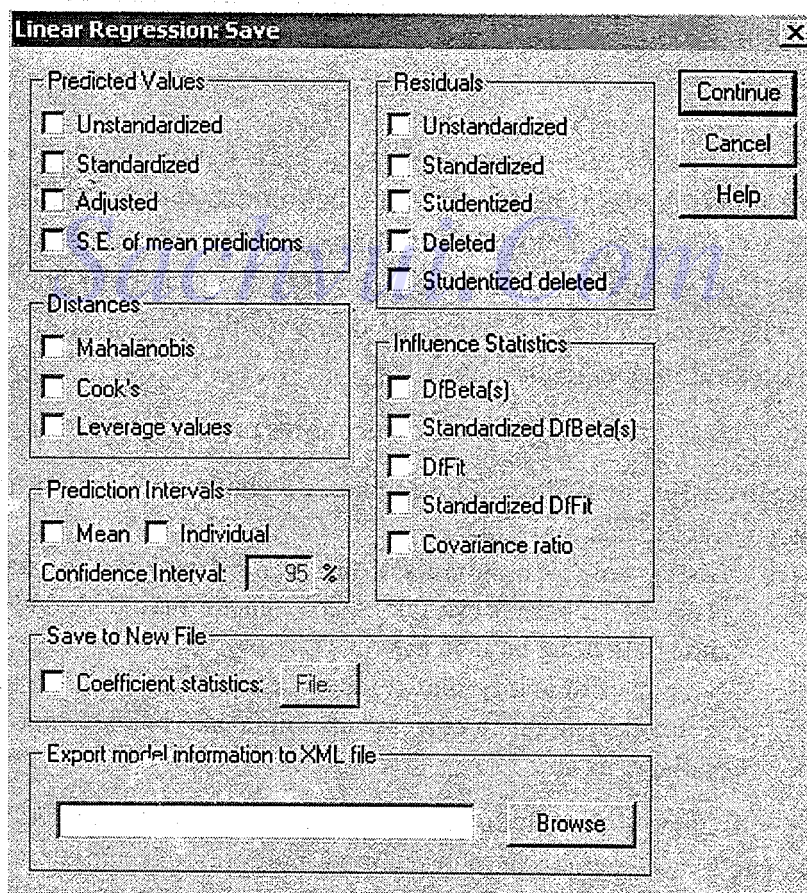 Linear Regression: Save
Predicted Values
Unstandardized
Standardized
Adjusted
S.E. of mean predictions
Distances
Mahalanobis
Cook's
Leverage values
Prediction Intervals
Mean Individual
Confidence Interval: 95 %
Residuals
Unstandardized
Standardized
Studentized
Deleted
Studentized deleted
Influence Statistics
DfBeta(s)
Standardized DfBeta(s)
DfFit
Standardized DfFit
Covariance ratio
Save to New File
Coefficient statistics: File...
Export model information to XML file
Browse
Continue
Cancel
Help
Sachvui.Com